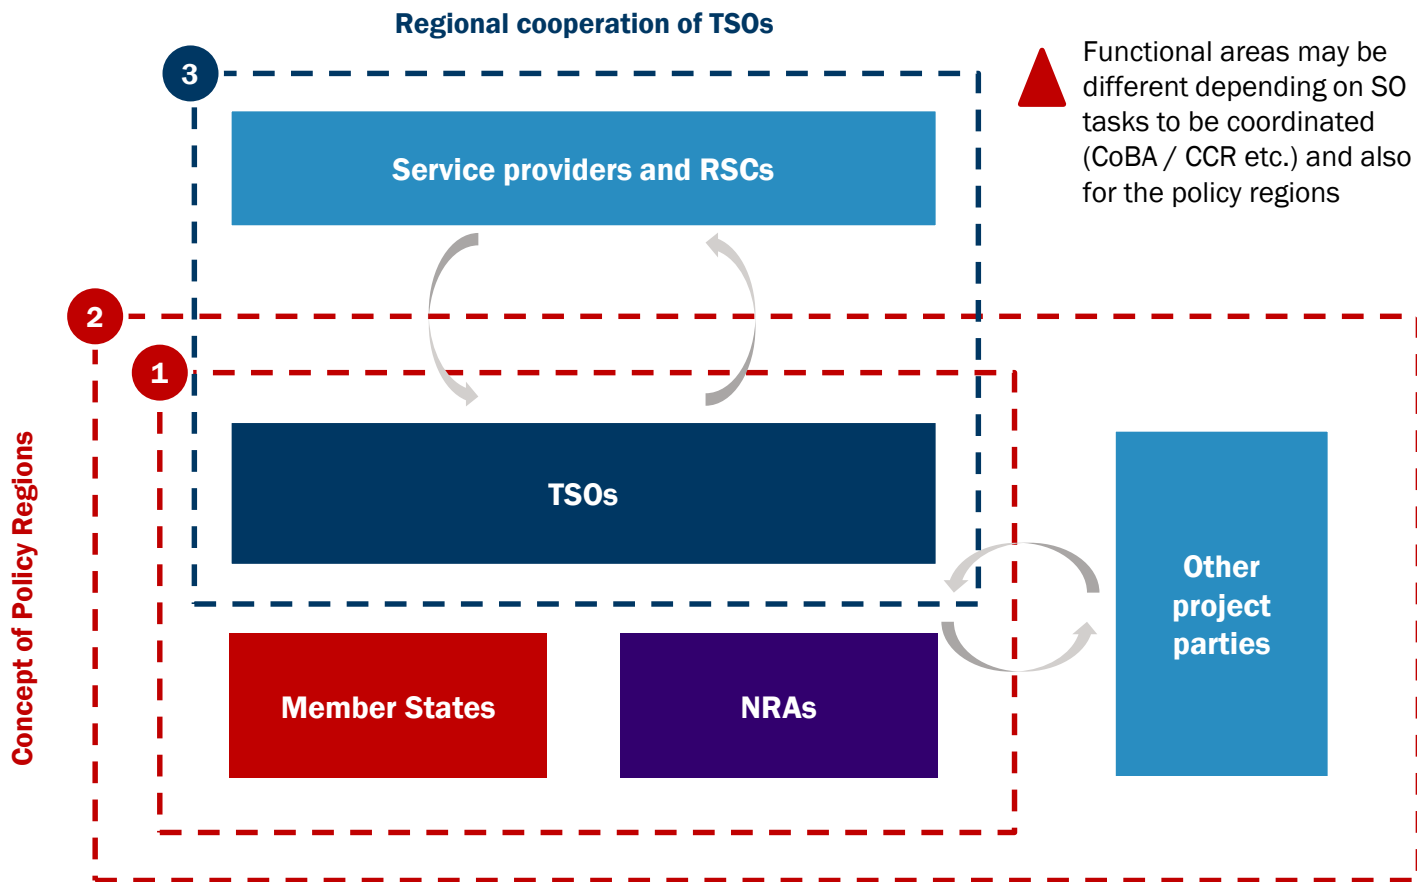 Regional cooperation of TSOs
3
Functional areas may be
different depending on SO
tasks to be coordinated
(CoBA / CCR etc.) and also
for the policy regions
Service providers and RSCs
2
1
TSOs
Concept of Policy Regions
Other
project
parties
Member States
NRAs